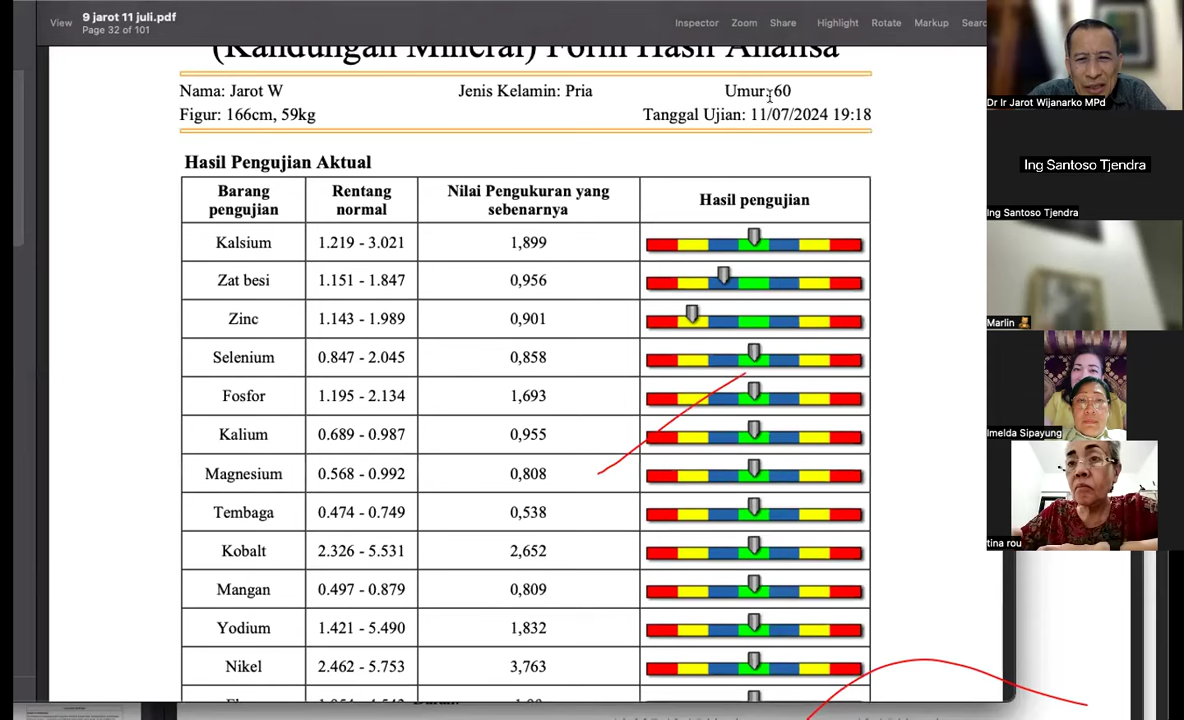 View
9 jarot 11 juli.pdf
Page 32 of 101
Inspector Zoom Share Highlight Rotate Markup Searc
(Kandungan Mineral) Form Hasil Analisa
Nama: Jarot W Jenis Kelamin: Pria Umur: 60
Figur: 166cm, 59kg Tanggal Ujian: 11/07/2024 19:18
Hasil Pengujian Aktual
Barang pengujian Rentang normal Nilai Pengukuran yang sebenarnya Hasil pengujian
Kalsium 1.219 - 3.021 1,899
Zat besi 1.151 - 1.847 0,956
Zinc 1.143 - 1.989 0,901
Selenium 0.847 - 2.045 0,858
Fosfor 1.195 - 2.134 1,693
Kalium 0.689 - 0.987 0,955
Magnesium 0.568 - 0.992 0,808
Tembaga 0.474 - 0.749 0,538
Kobalt 2.326 - 5.531 2,652
Mangan 0.497 - 0.879 0,809
Yodium 1.421 - 5.490 1,832
Nikel 2.462 - 5.753 3,763
Dr Ir Jarot Wijanarko MPd
Ing Santoso Tjendra
Ing Santoso Tjendra
Marlin
Imelda Sipayung
tina rou